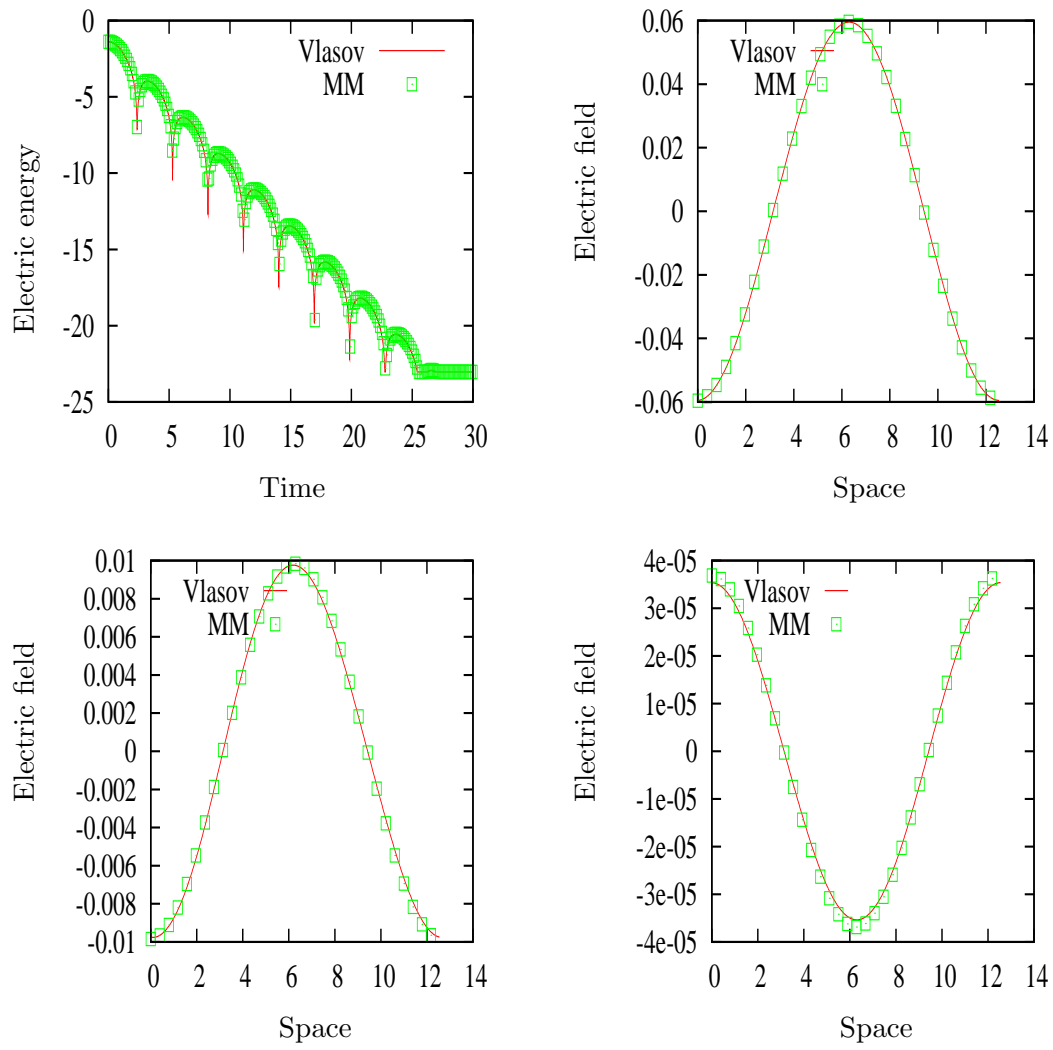 0
-5
-10
-15
-20
-25
0 5 10 15 20 25 30
Electric energy
Time
Vlasov
MM
0.06
0.04
0.02
0
-0.02
-0.04
-0.06
0 2 4 6 8 10 12 14
Electric field
Space
Vlasov
MM
0.01
0.008
0.006
0.004
0.002
0
-0.002
-0.004
-0.006
-0.008
-0.01
0 2 4 6 8 10 12 14
Electric field
Space
Vlasov
MM
4e-05
3e-05
2e-05
1e-05
0
-1e-05
-2e-05
-3e-05
-4e-05
0 2 4 6 8 10 12 14
Electric field
Space
Vlasov
MM